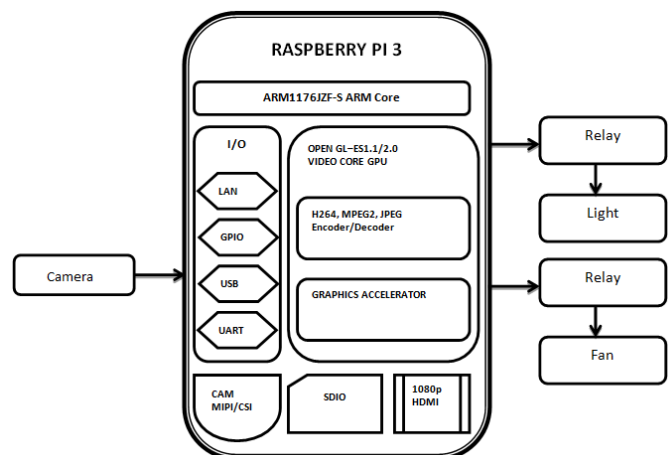 RASPBERRY PI 3
ARM1176JZF-S ARM Core
I/O
LAN
GPIO
USB
UART
OPEN GL–ES1.1/2.0
VIDEO CORE GPU
H264, MPEG2, JPEG
Encoder/Decoder
GRAPHICS ACCELERATOR
CAM
MIPI/CSI
SDIO
1080p
HDMI
Camera
Relay
Light
Relay
Fan